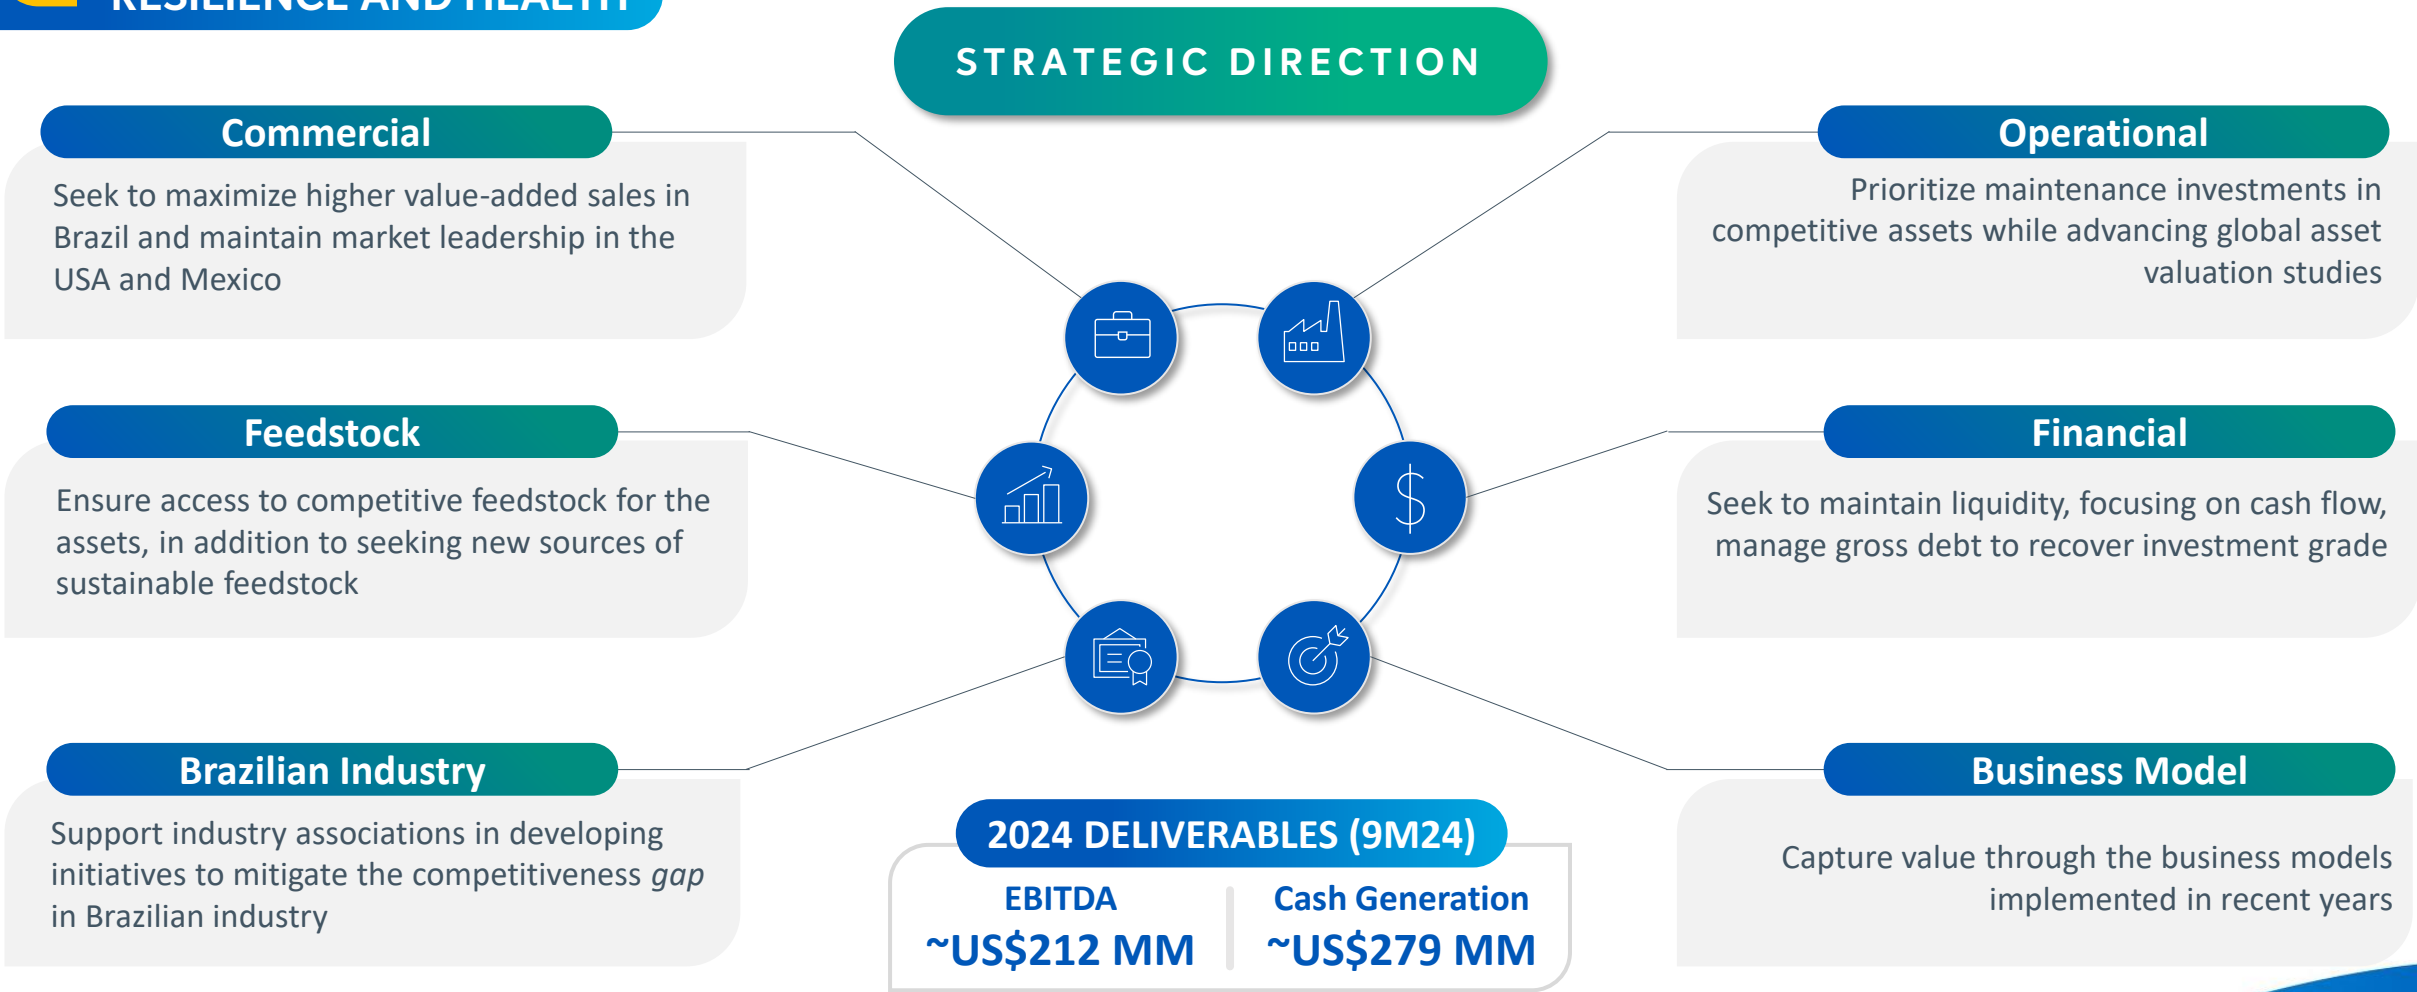 RESILIENCE AND HEALTH
STRATEGIC DIRECTION
Commercial
Seek to maximize higher value-added sales in
Brazil and maintain market leadership in the
USA and Mexico
Feedstock
Ensure access to competitive feedstock for the
assets, in addition to seeking new sources of
sustainable feedstock
Brazilian Industry
Support industry associations in developing
initiatives to mitigate the competitiveness gap
in Brazilian industry
Operational
Prioritize maintenance investments in
competitive assets while advancing global asset
valuation studies
Financial
Seek to maintain liquidity, focusing on cash flow,
manage gross debt to recover investment grade
Business Model
Capture value through the business models
implemented in recent years
2024 DELIVERABLES (9M24)
EBITDA
~US$212 MM
Cash Generation
~US$279 MM